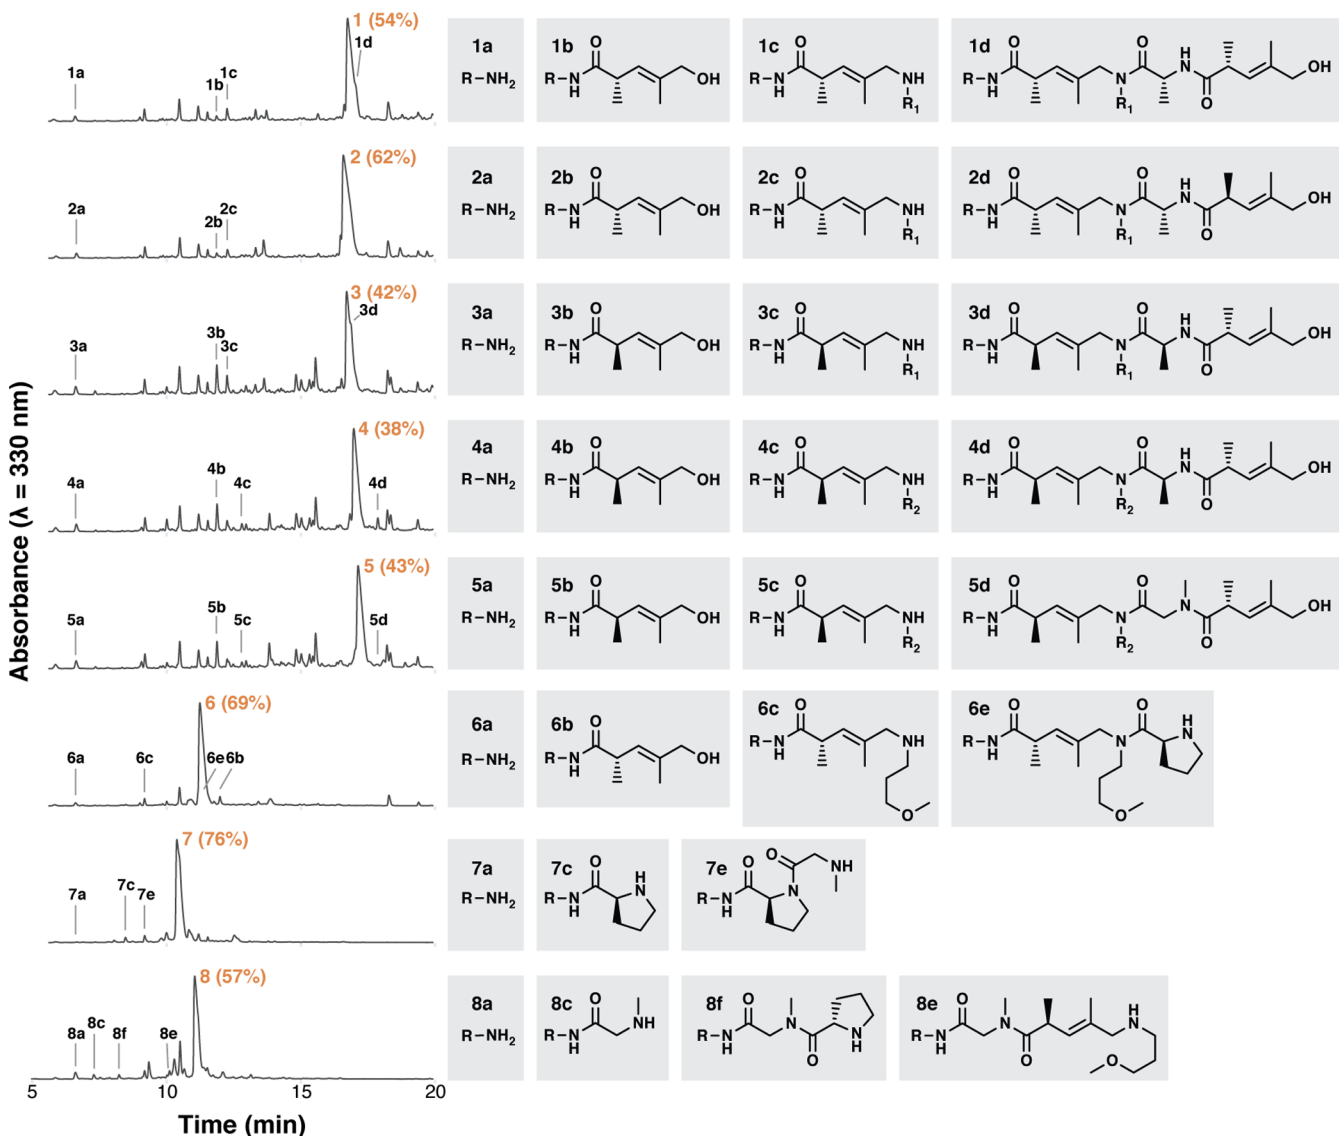 Absorbance (λ = 330 nm)
1 (54%)
1d
1a
1b
1c
1a
R–NH2
1b
O
R–N
H
OH
1c
O
R–N
H
NH
R1
1d
O
R–N
H
N
R1
O
H
N
O
OH
2 (62%)
2a
2b
2c
2a
R–NH2
2b
O
R–N
H
OH
2c
O
R–N
H
NH
R1
2d
O
R–N
H
N
R1
O
H
N
O
OH
3 (42%)
3d
3a
3b
3c
3a
R–NH2
3b
O
R–N
H
OH
3c
O
R–N
H
NH
R1
3d
O
R–N
H
N
R1
O
H
N
O
OH
4 (38%)
4a
4b
4c
4d
4a
R–NH2
4b
O
R–N
H
OH
4c
O
R–N
H
NH
R2
4d
O
R–N
H
N
R2
O
H
N
O
OH
5 (43%)
5a
5b
5c
5d
5a
R–NH2
5b
O
R–N
H
OH
5c
O
R–N
H
NH
R2
5d
O
R–N
H
N
R2
O
N
O
OH
6 (69%)
6a
6c
6e
6b
6a
R–NH2
6b
O
R–N
H
OH
6c
O
R–N
H
NH
O
6e
O
R–N
H
N
O
O
H
N
7 (76%)
7a
7c
7e
7a
R–NH2
7c
O
R–N
H
H
N
7e
O
R–N
H
O
N
NH
8 (57%)
8a
8c
8f
8e
8a
R–NH2
8c
O
R–N
H
NH
8f
O
R–N
H
N
O
N
H
8e
O
R–N
H
N
O
H
N
O
5
10
15
20
Time (min)